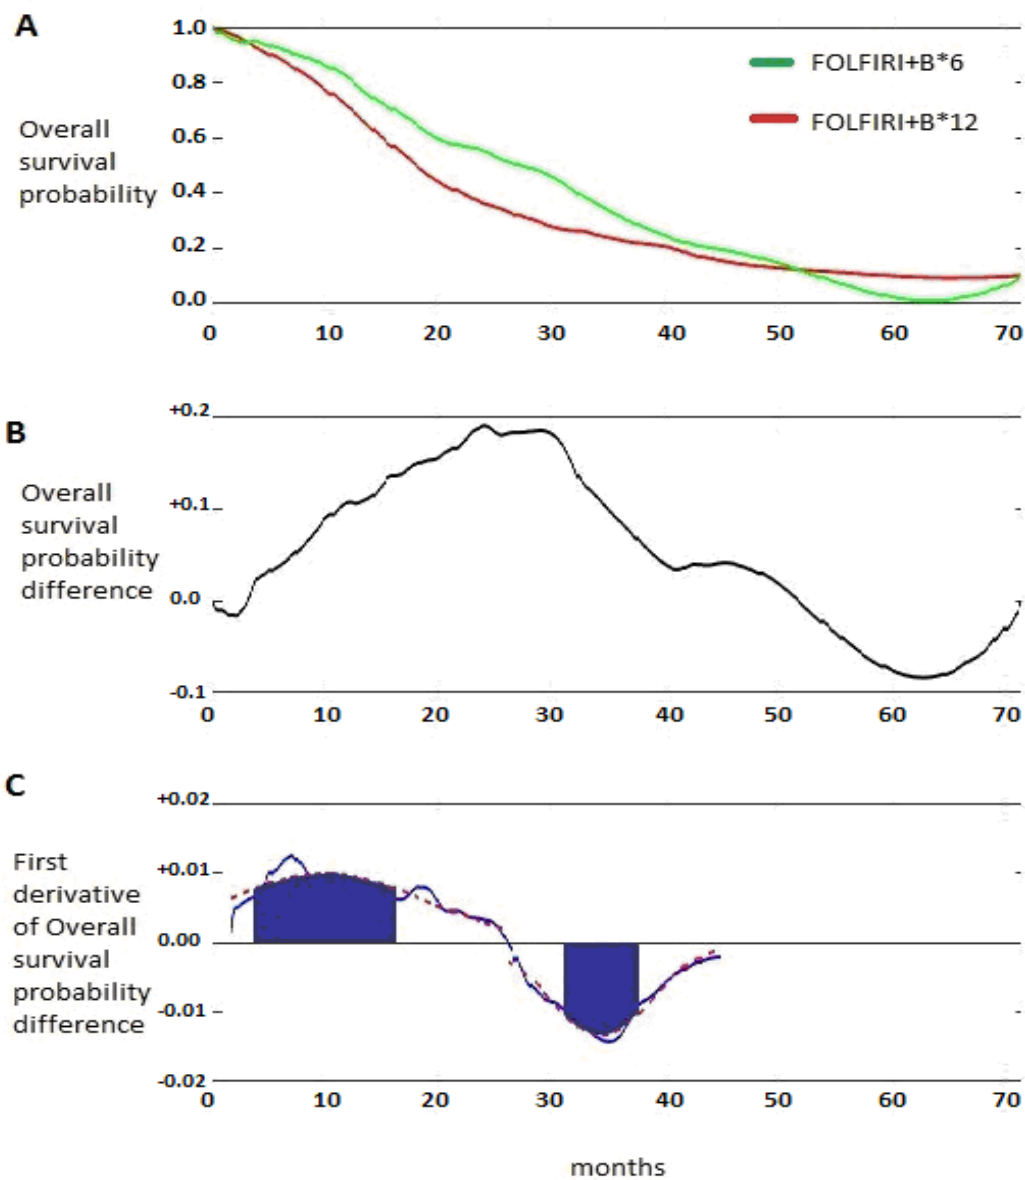 A
1.0
0.8
0.6
0.4
0.2
0.0
Overall
survival
probability
FOLFIRI+B*6
FOLFIRI+B*12
0 10 20 30 40 50 60 70
B
+0.2
+0.1
0.0
-0.1
Overall
survival
probability
difference
0 10 20 30 40 50 60 70
C
+0.02
+0.01
0.00
-0.01
-0.02
First
derivative
of Overall
survival
probability
difference
0 10 20 30 40 50 60 70
months